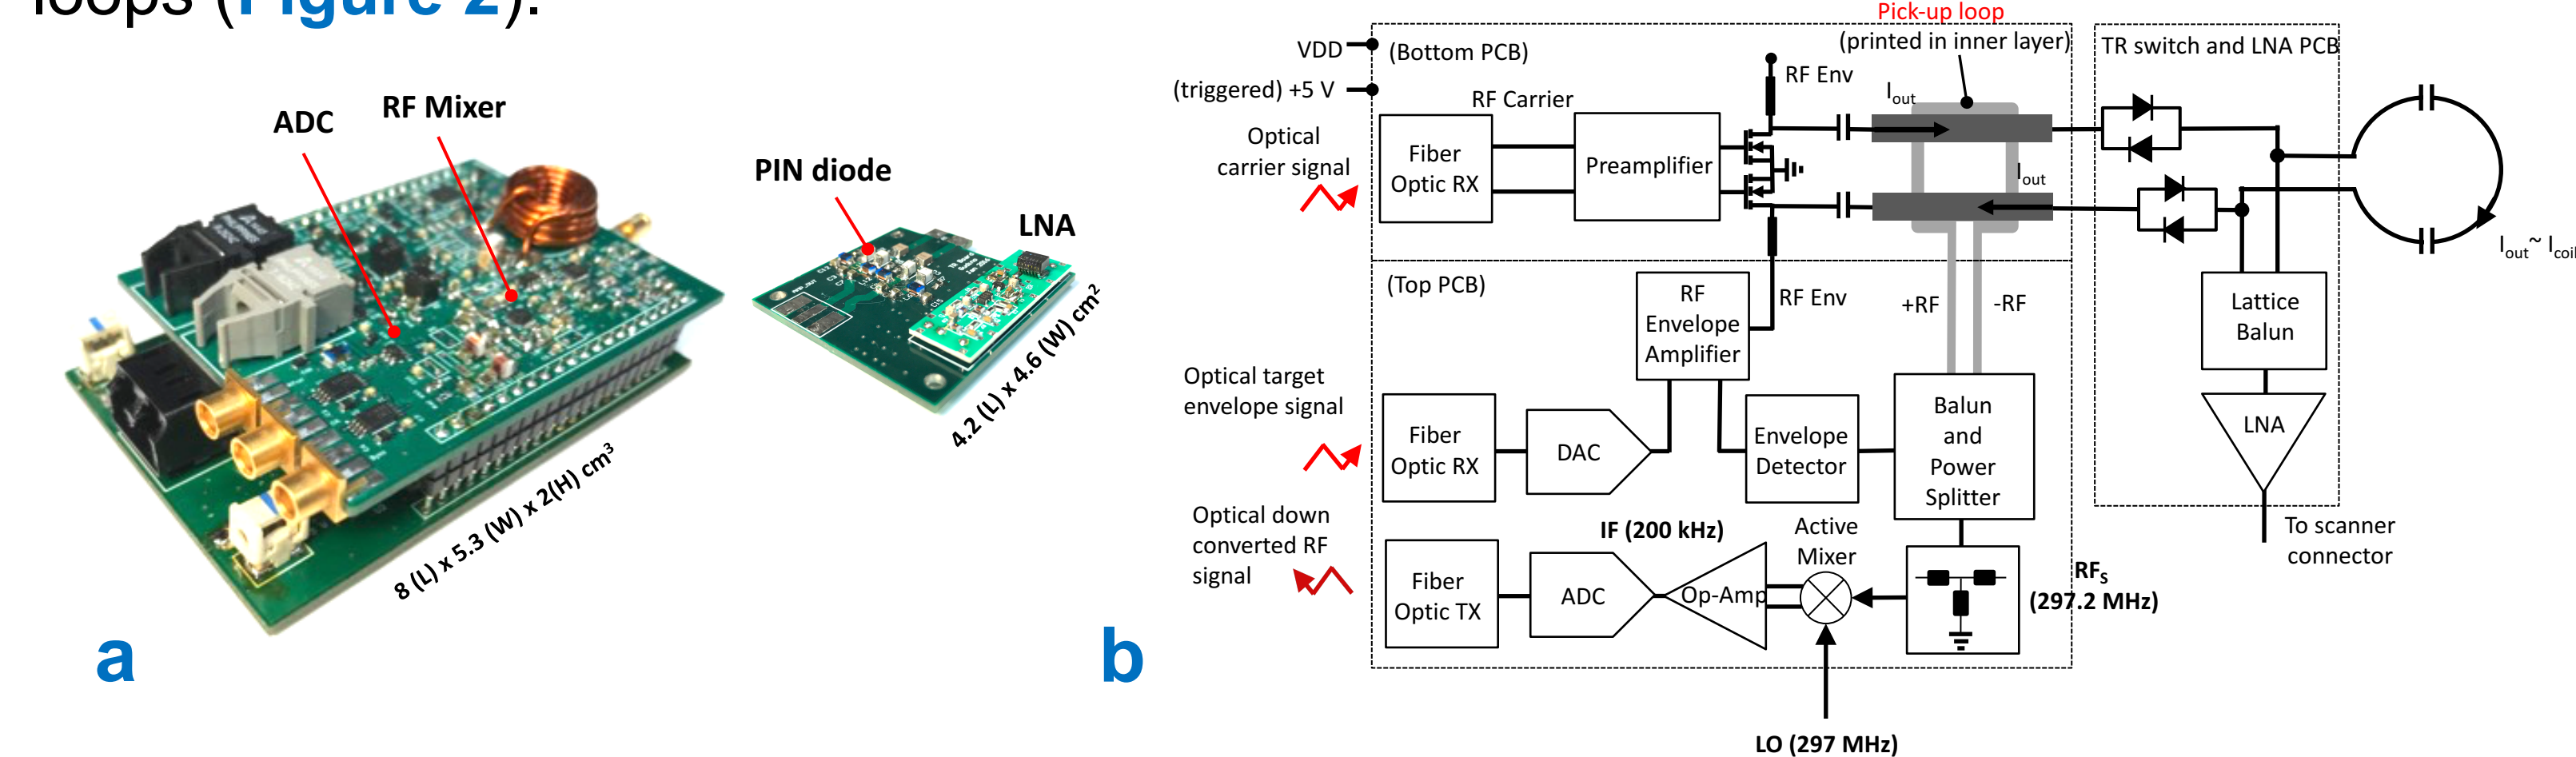 loops (Figure 2).
ADC
RF Mixer
PIN diode
LNA
8 (L) x 5.3 (W) x 2(H) cm³
4.2 (L) x 4.6 (W) cm²
a
b
VDD
(triggered) +5 V
Optical
carrier signal
(Bottom PCB)
RF Carrier
Fiber
Optic RX
Preamplifier
RF Env
Pick-up loop
(printed in inner layer)
Iout
Iout
TR switch and LNA PCB
Iout~ Icoil
Lattice
Balun
LNA
To scanner
connector
(Top PCB)
RF
Envelope
Amplifier
RF Env
+RF
-RF
Optical target
envelope signal
Fiber
Optic RX
DAC
Envelope
Detector
Balun
and
Power
Splitter
Optical down
converted RF
signal
IF (200 kHz)
Active
Mixer
Fiber
Optic TX
ADC
Op-Amp
RFS
(297.2 MHz)
LO (297 MHz)